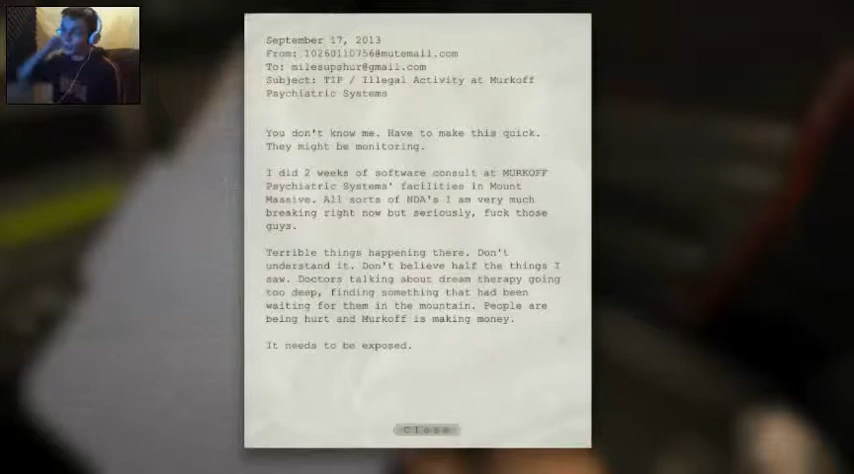 September 17, 2013
From: 10260110756@mutemail.com
To: milesupshur@gmail.com
Subject: TIP / Illegal Activity at Murkoff
Psychiatric Systems
You don't know me. Have to make this quick.
They might be monitoring.
I did 2 weeks of software consult at MURKOFF
Psychiatric Systems' facilities in Mount
Massive. All sorts of NDA's I am very much
breaking right now but seriously, fuck those
guys.
Terrible things happening there. Don't
understand it. Don't believe half the things I
saw. Doctors talking about dream therapy going
too deep, finding something that had been
waiting for them in the mountain. People are
being hurt and Murkoff is making money.
It needs to be exposed.
Close